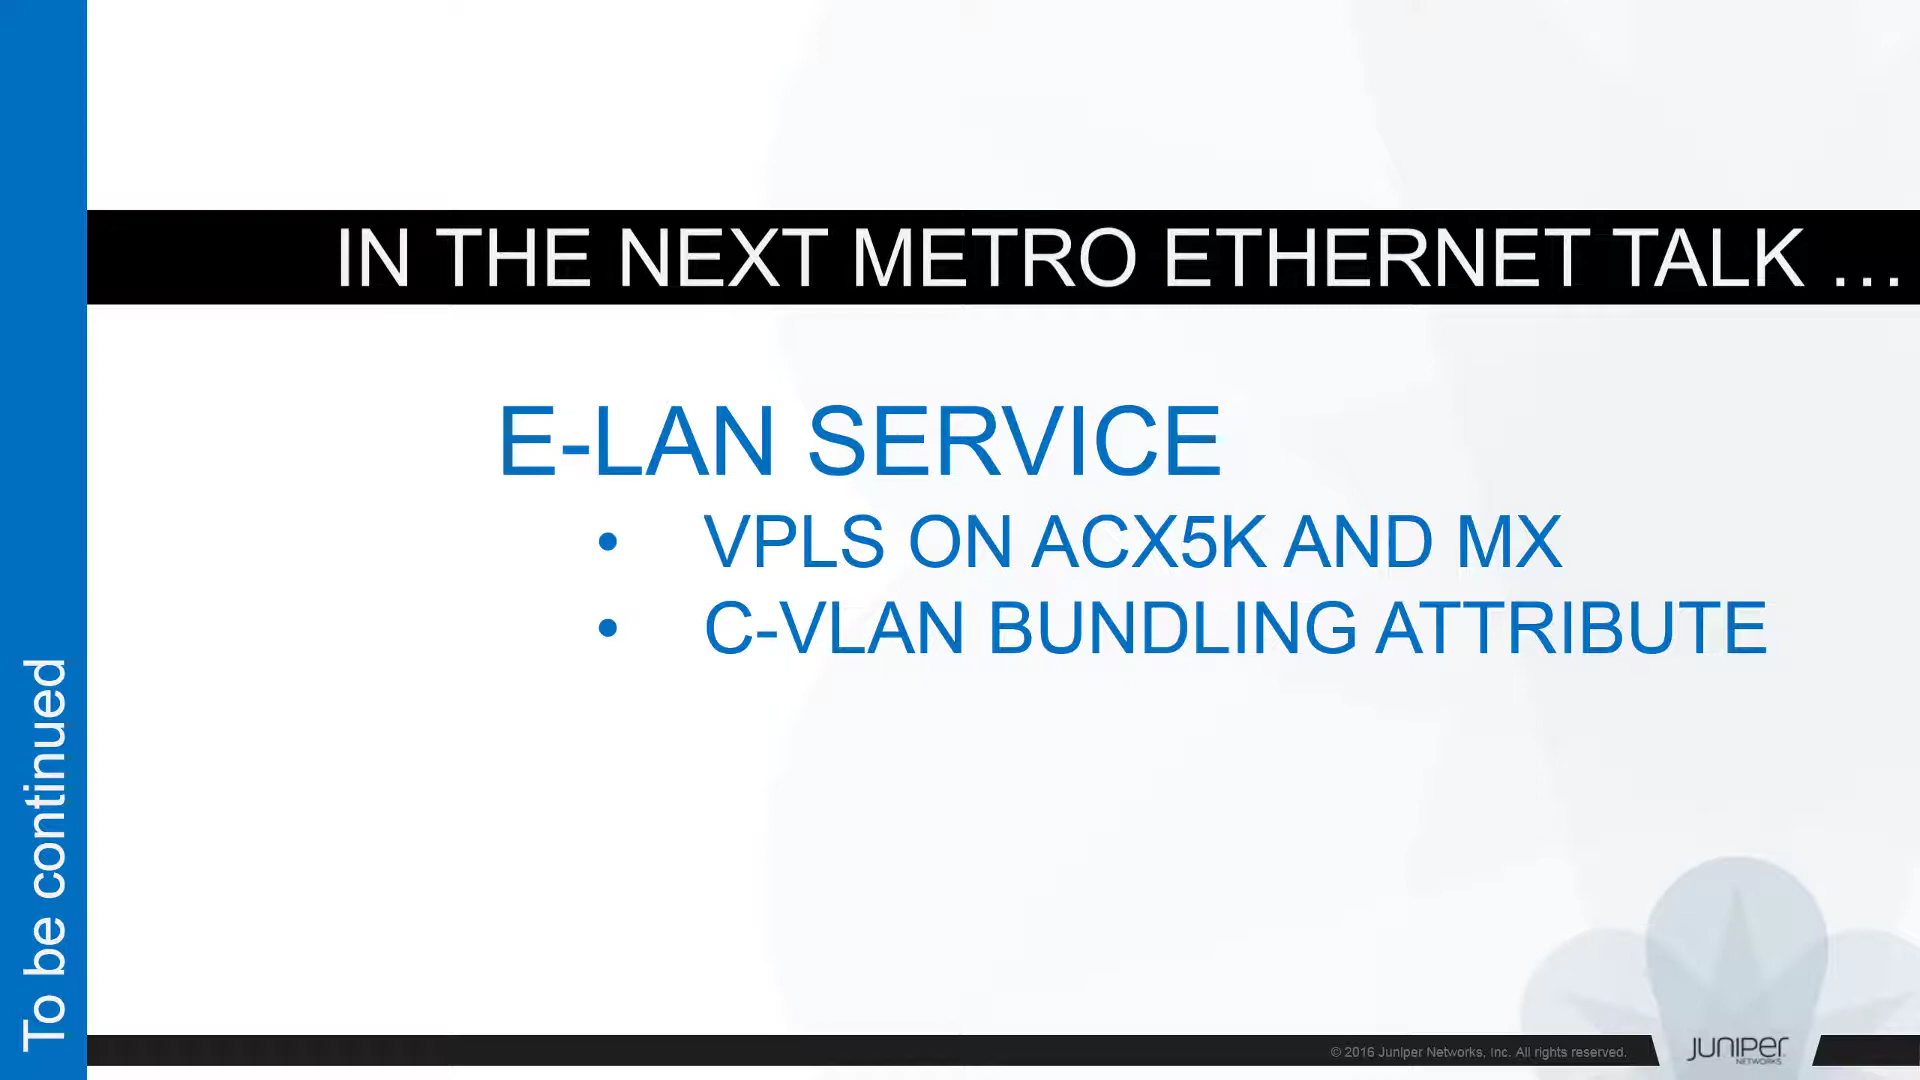 IN THE NEXT METRO ETHERNET TALK …
E-LAN SERVICE
• VPLS ON ACX5K AND MX
• C-VLAN BUNDLING ATTRIBUTE
To be continued
© 2016 Juniper Networks, Inc. All rights reserved.
JUNIPER
NETWORKS